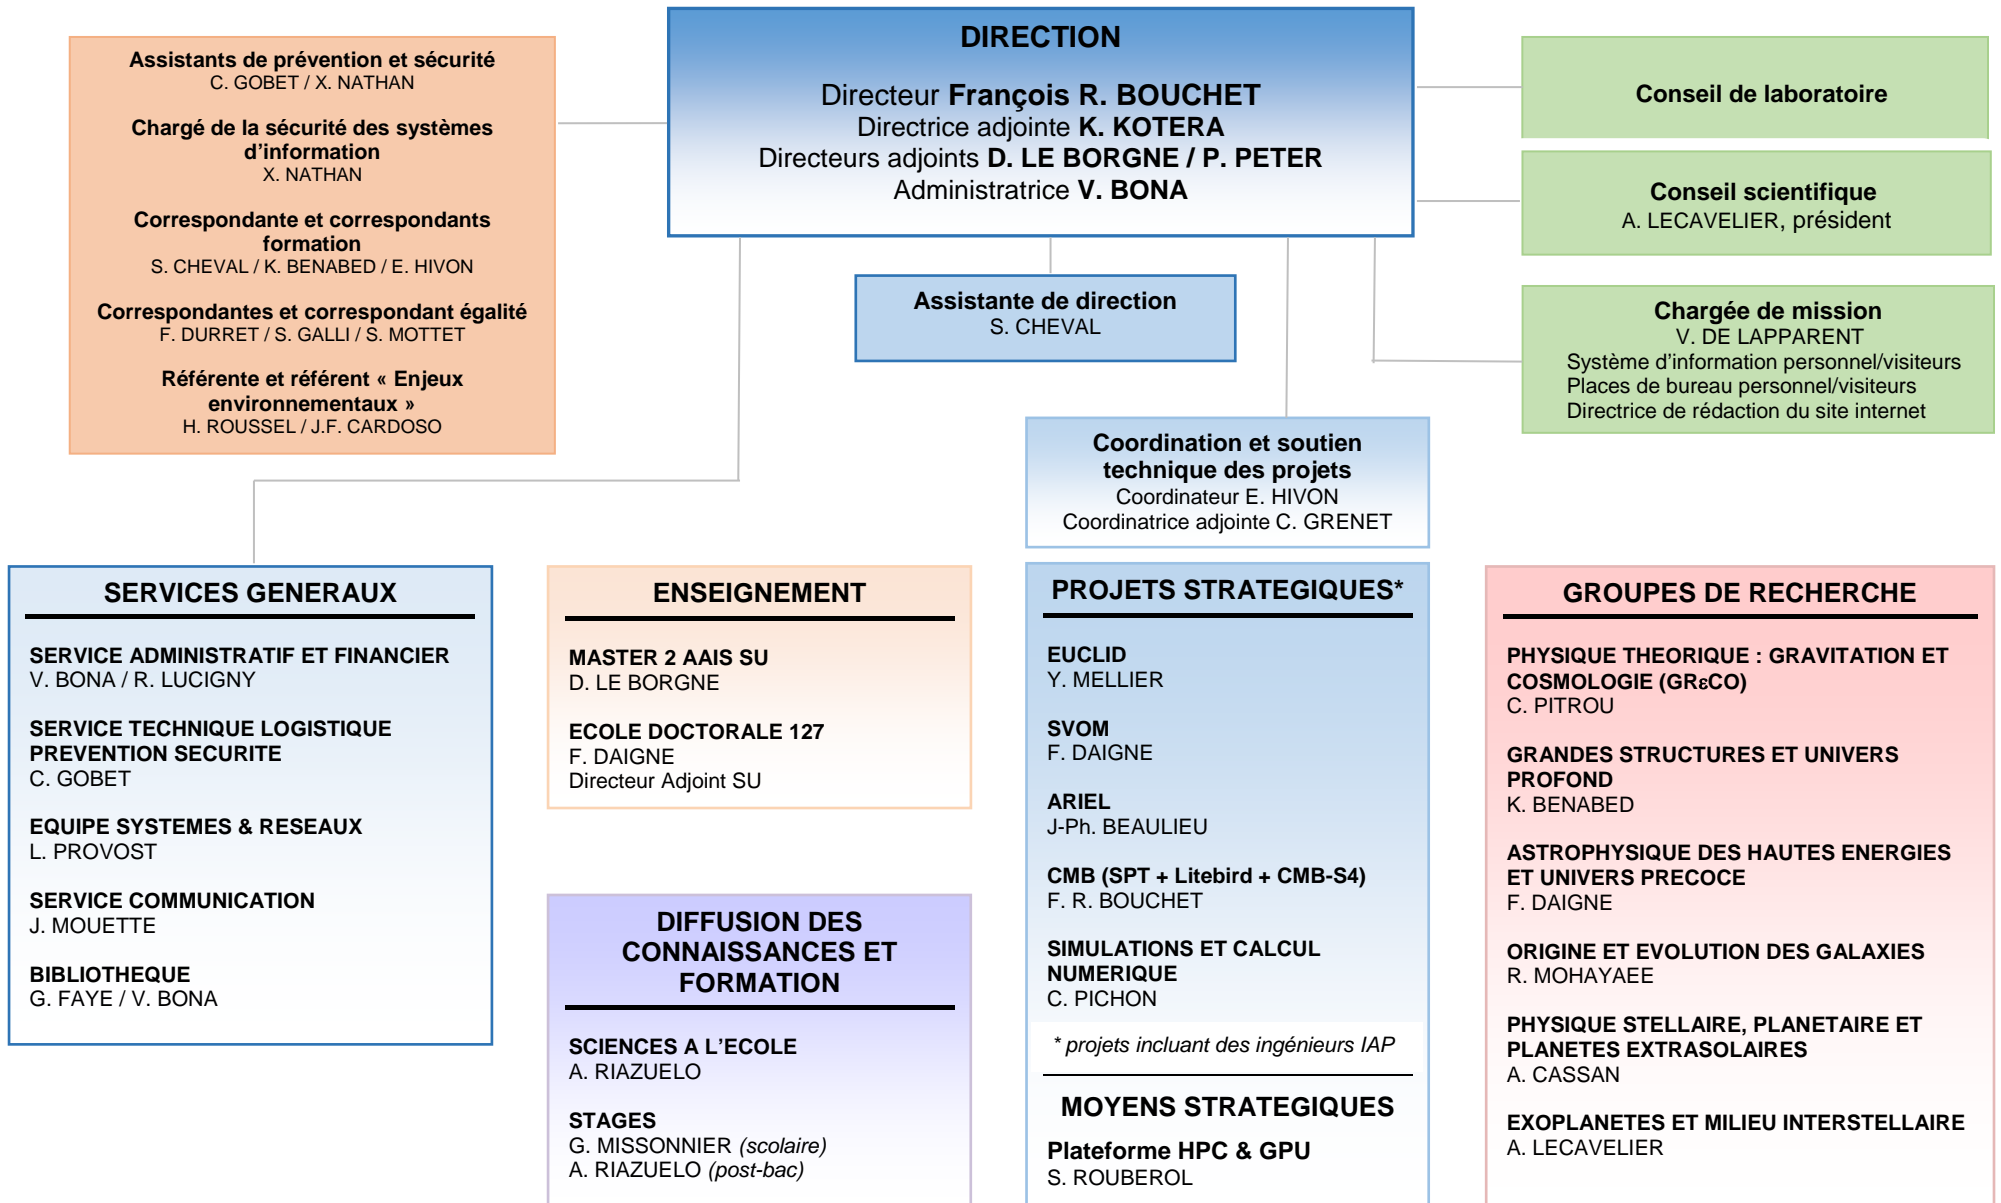 DIRECTION
Directeur François R. BOUCHET
Directrice adjointe K. KOTERA
Directeurs adjoints D. LE BORGNE / P. PETER
Administratrice V. BONA
Assistants de prévention et sécurité
C. GOBET / X. NATHAN
Chargé de la sécurité des systèmes
d’information
X. NATHAN
Correspondante et correspondants
formation
S. CHEVAL / K. BENABED / E. HIVON
Correspondantes et correspondant égalité
F. DURRET / S. GALLI / S. MOTTET
Référente et référent « Enjeux
environnementaux »
H. ROUSSEL / J.F. CARDOSO
Conseil de laboratoire
Conseil scientifique
A. LECAVELIER, président
Chargée de mission
V. DE LAPPARENT
Système d’information personnel/visiteurs
Places de bureau personnel/visiteurs
Directrice de rédaction du site internet
Assistante de direction
S. CHEVAL
Coordination et soutien
technique des projets
Coordinateur E. HIVON
Coordinatrice adjointe C. GRENET
SERVICES GENERAUX
SERVICE ADMINISTRATIF ET FINANCIER
V. BONA / R. LUCIGNY
SERVICE TECHNIQUE LOGISTIQUE
PREVENTION SECURITE
C. GOBET
EQUIPE SYSTEMES & RESEAUX
L. PROVOST
SERVICE COMMUNICATION
J. MOUETTE
BIBLIOTHEQUE
G. FAYE / V. BONA
ENSEIGNEMENT
MASTER 2 AAIS SU
D. LE BORGNE
ECOLE DOCTORALE 127
F. DAIGNE
Directeur Adjoint SU
DIFFUSION DES
CONNAISSANCES ET
FORMATION
SCIENCES A L’ECOLE
A. RIAZUELO
STAGES
G. MISSONNIER (scolaire)
A. RIAZUELO (post-bac)
PROJETS STRATEGIQUES*
EUCLID
Y. MELLIER
SVOM
F. DAIGNE
ARIEL
J-Ph. BEAULIEU
CMB (SPT + Litebird + CMB-S4)
F. R. BOUCHET
SIMULATIONS ET CALCUL
NUMERIQUE
C. PICHON
* projets incluant des ingénieurs IAP
MOYENS STRATEGIQUES
Plateforme HPC & GPU
S. ROUBEROL
GROUPES DE RECHERCHE
PHYSIQUE THEORIQUE : GRAVITATION ET
COSMOLOGIE (GRεCO)
C. PITROU
GRANDES STRUCTURES ET UNIVERS
PROFOND
K. BENABED
ASTROPHYSIQUE DES HAUTES ENERGIES
ET UNIVERS PRECOCE
F. DAIGNE
ORIGINE ET EVOLUTION DES GALAXIES
R. MOHAYAEE
PHYSIQUE STELLAIRE, PLANETAIRE ET
PLANETES EXTRASOLAIRES
A. CASSAN
EXOPLANETES ET MILIEU INTERSTELLAIRE
A. LECAVELIER